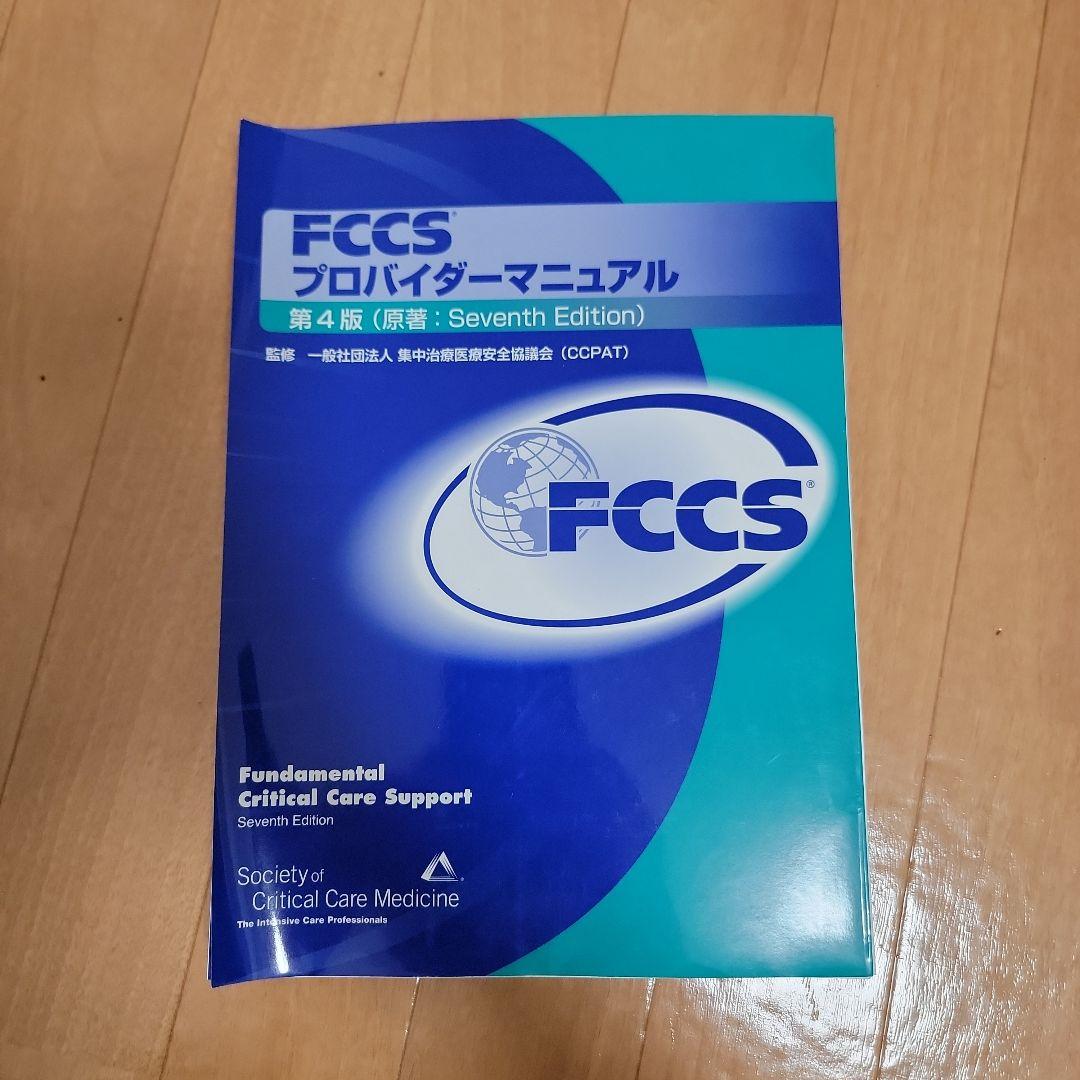 FCCS®
プロバイダーマニュアル
第4版（原著：Seventh Edition）
監修　一般社団法人 集中治療医療安全協議会（CCPAT）
FCCS®
Fundamental
Critical Care Support
Seventh Edition
Society of
Critical Care Medicine
The Intensive Care Professionals